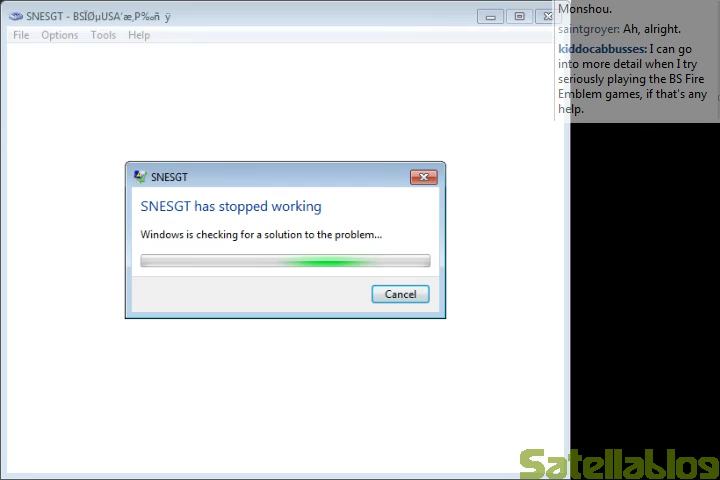 SNESGT - BSÏØµUSA'æ¸P‰ñ ÿ
File Options Tools Help
Monshou.
saintgroyer: Ah, alright.
kiddocabbusses: I can go
into more detail when I try
seriously playing the BS Fire
Emblem games, if that's any
help.
SNESGT
SNESGT has stopped working
Windows is checking for a solution to the problem...
Cancel
Satellablog